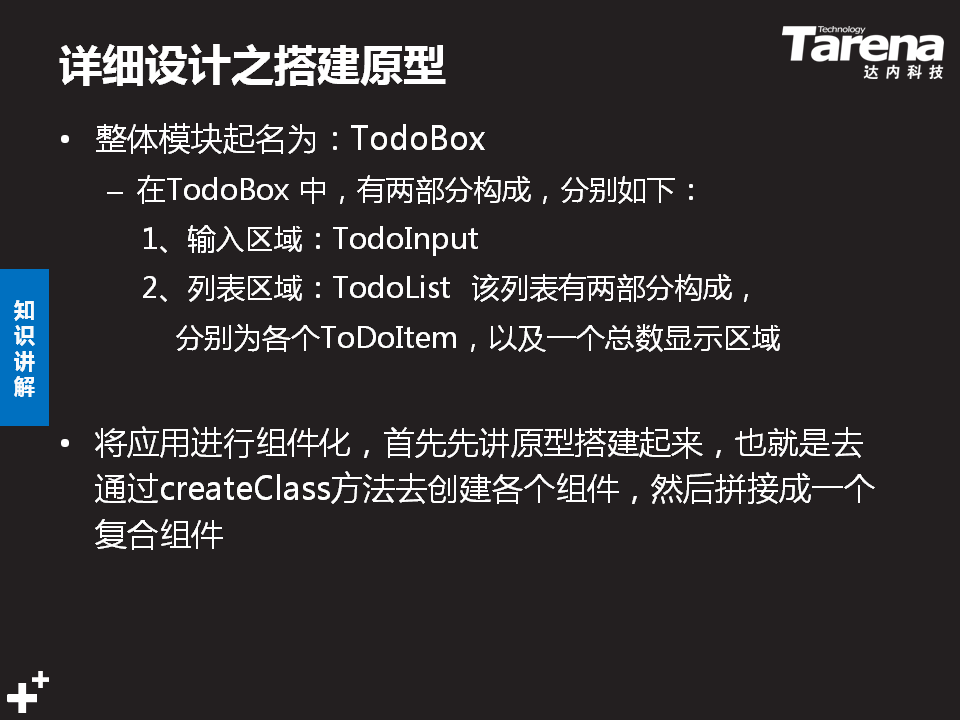 详细设计之搭建原型
Technology
Tarena
达内科技
• 整体模块起名为：TodoBox
– 在TodoBox 中，有两部分构成，分别如下：
1、输入区域：TodoInput
2、列表区域：TodoList 该列表有两部分构成，
分别为各个ToDoItem，以及一个总数显示区域
知识讲解
• 将应用进行组件化，首先先讲原型搭建起来，也就是去
通过createClass方法去创建各个组件，然后拼接成一个
复合组件